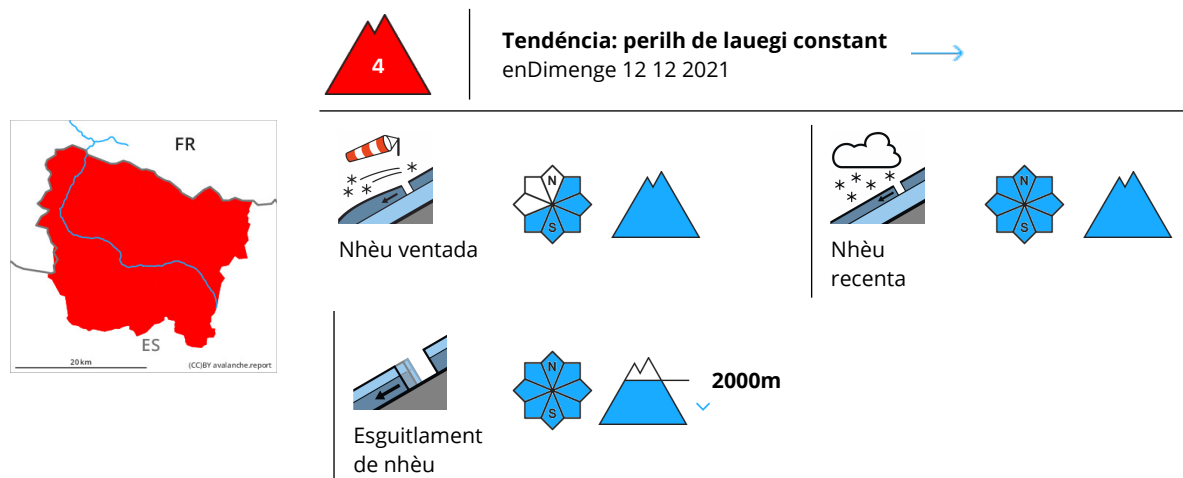 4
Tendéncia: perilh de lauegi constant
enDimenge 12 12 2021
FR
ES
20 km
(CC)BY avalanche.report
N
S
Nhèu ventada
N
S
Nhèu
recenta
N
S
2000m
Esguitlament
de nhèu